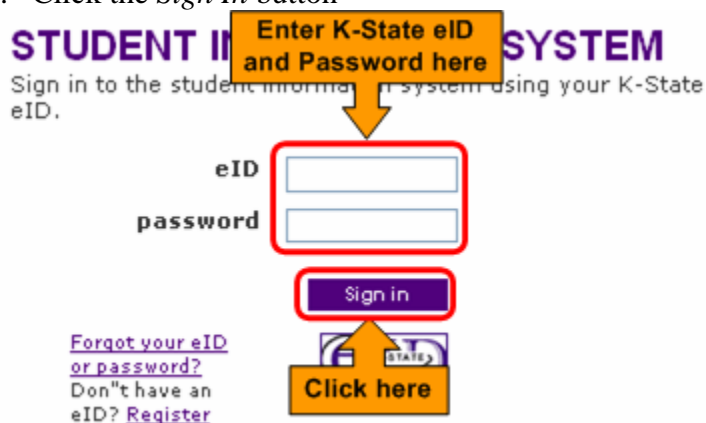 Click the Sign In button
STUDENT IN SYSTEM
Enter K-State eID
and Password here
Sign in to the student information system using your K-State
eID.
eID
password
Sign in
Forgot your eID
or password?
Don"t have an
eID? Register
STATE
Click here